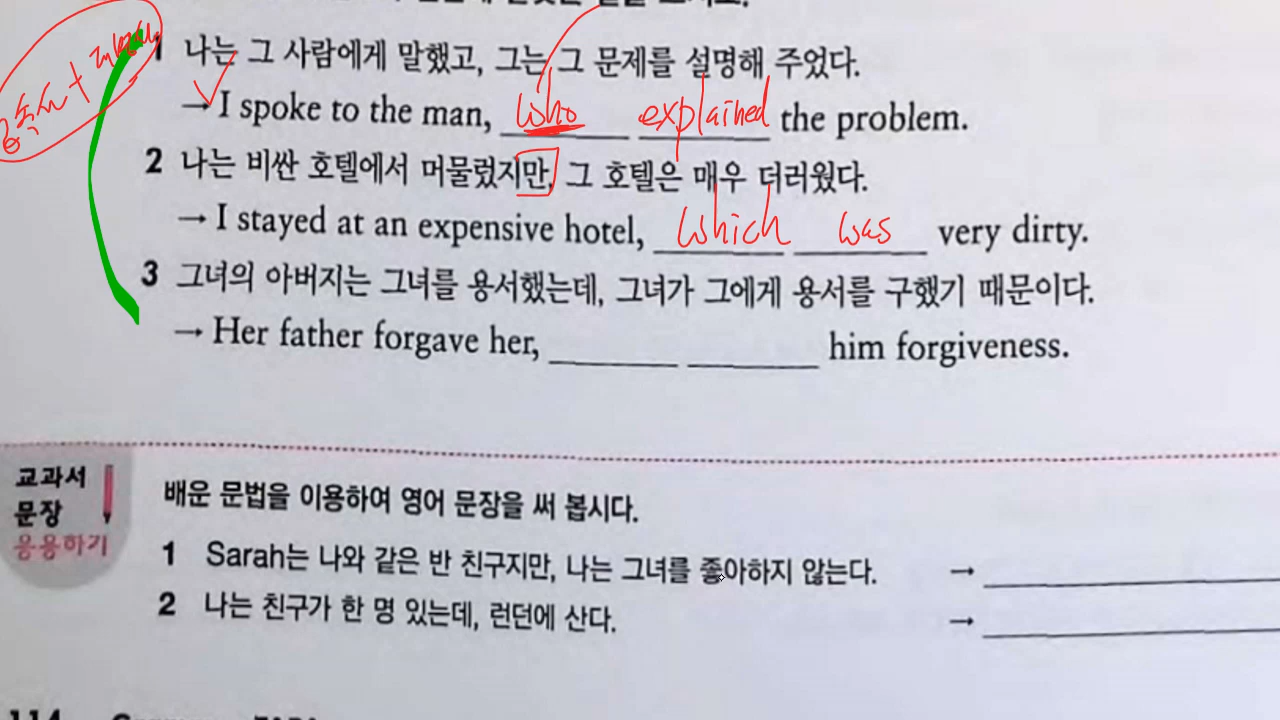 1 나는 그 사람에게 말했고, 그는 그 문제를 설명해 주었다.
→ I spoke to the man, who explained the problem.
2 나는 비싼 호텔에서 머물렀지만, 그 호텔은 매우 더러웠다.
→ I stayed at an expensive hotel, which was very dirty.
3 그녀의 아버지는 그녀를 용서했는데, 그녀가 그에게 용서를 구했기 때문이다.
→ Her father forgave her, him forgiveness.
교과서
문장
응용하기
배운 문법을 이용하여 영어 문장을 써 봅시다.
1 Sarah는 나와 같은 반 친구지만, 나는 그녀를 좋아하지 않는다. →
2 나는 친구가 한 명 있는데, 런던에 산다. →
114